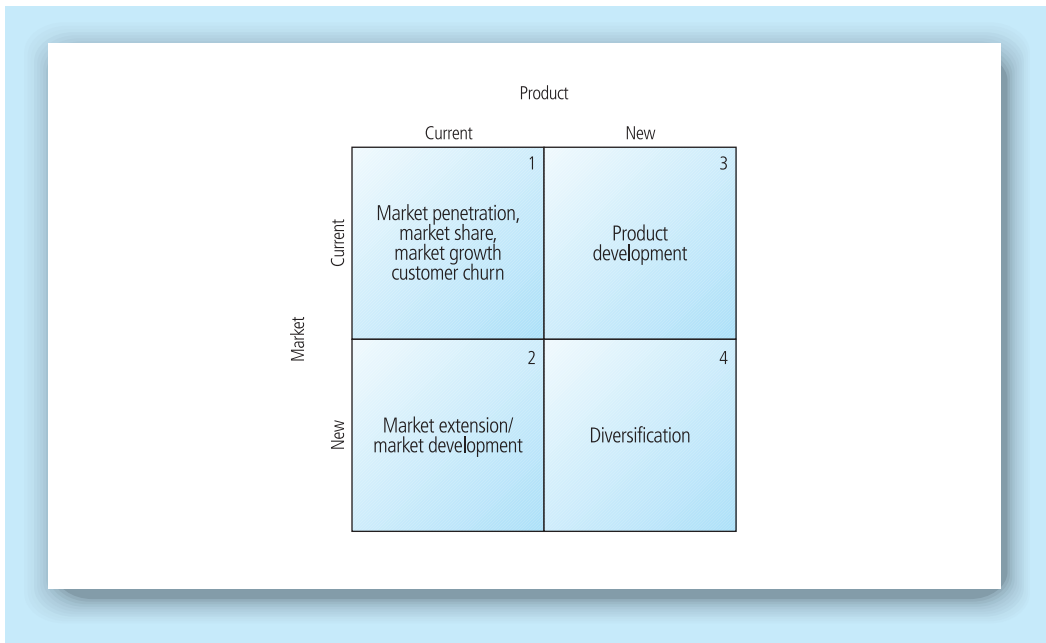 Product
Current
New
1
3
Market penetration,
market share,
market growth
customer churn
Product
development
Current
Market
2
4
Market extension/
market development
Diversification
New